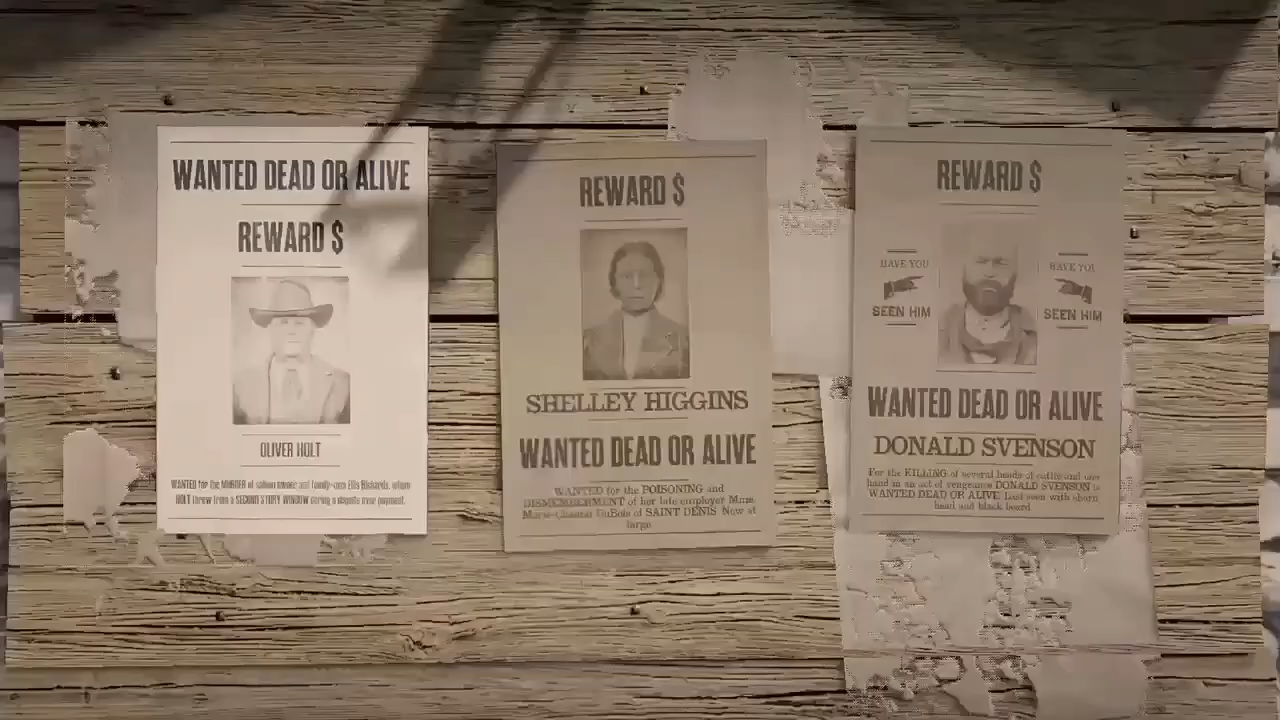 WANTED DEAD OR ALIVE
REWARD $
OLIVER HOLT
WANTED for the MURDER of saloon owner and family-man Ellis Richards, whom
HOLT threw from a SECOND STORY WINDOW during a dispute over payment.
REWARD $
SHELLEY HIGGINS
WANTED DEAD OR ALIVE
WANTED for the POISONING and
DISMEMBERMENT of her late employer Mme.
DuBois of SAINT DENIS Now at
large
REWARD $
HAVE YOU
SEEN HIM
HAVE YOU
SEEN HIM
WANTED DEAD OR ALIVE
DONALD SVENSON
For the KILLING of several heads of cattle and one
hand in an act of vengeance DONALD SVENSON is
WANTED DEAD OR ALIVE. Last seen with shorn
head and black beard